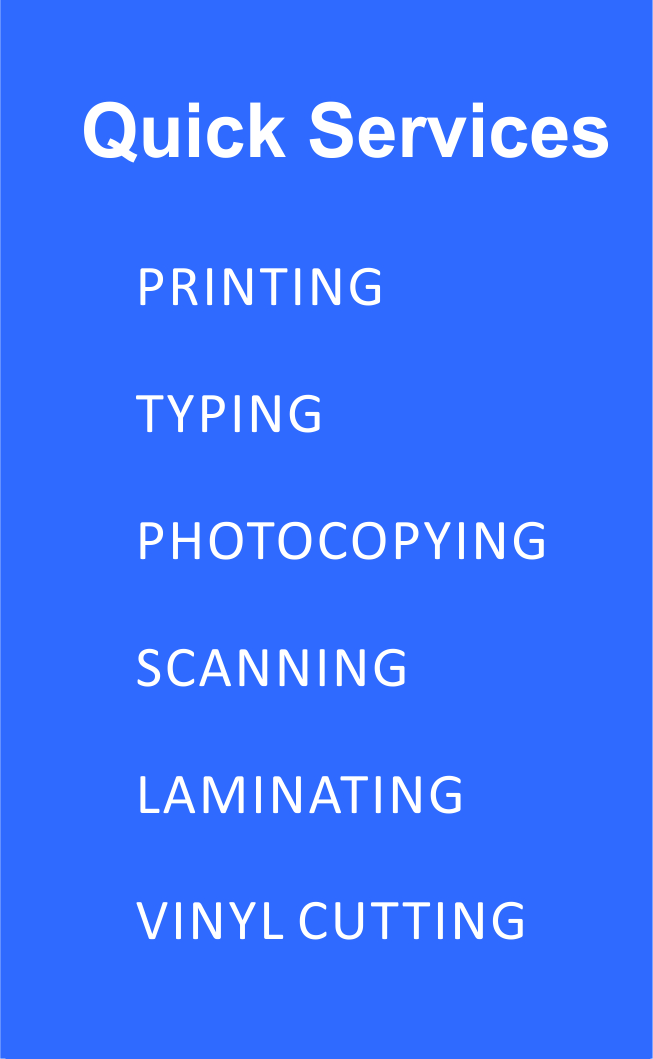 Quick Services
PRINTING
TYPING
PHOTOCOPYING
SCANNING
LAMINATING
VINYL CUTTING